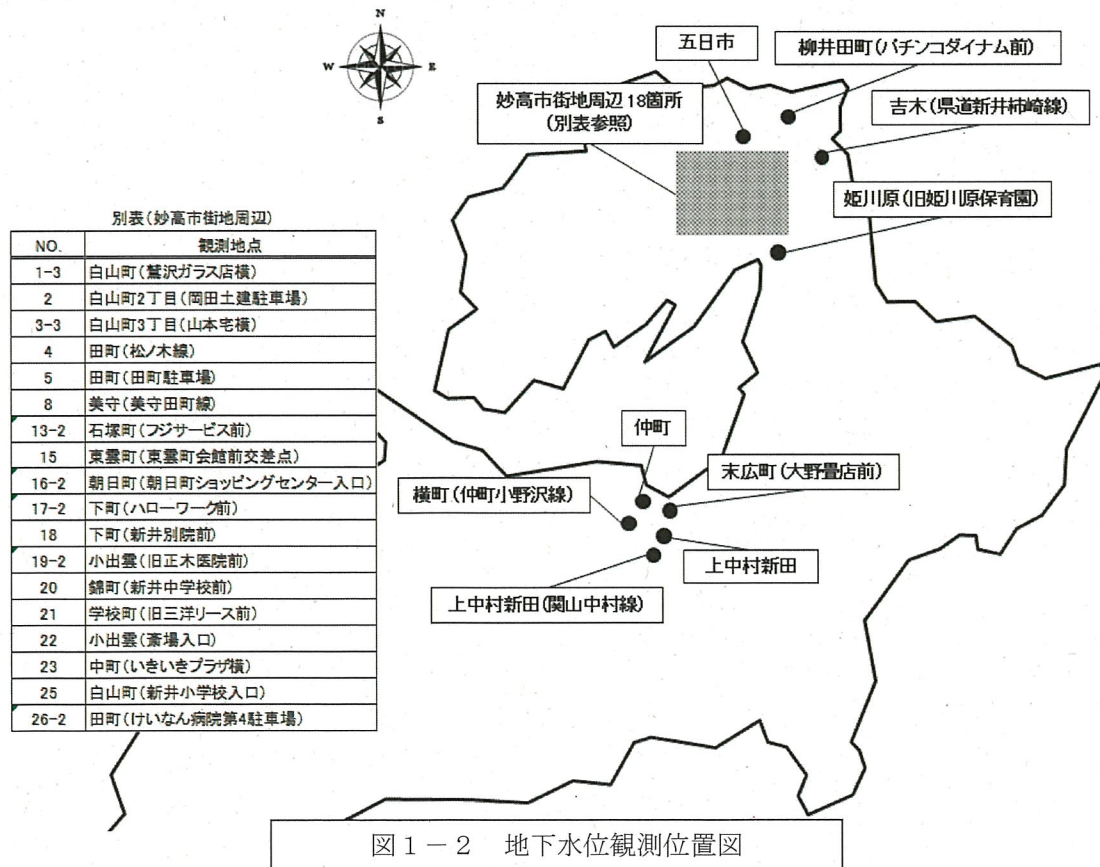 N
W
E
S
五日市
柳井田町(パチンコダイナム前)
妙高市街地周辺18箇所
(別表参照)
吉木(県道新井柿崎線)
姫川原(旧姫川原保育園)
別表(妙高市街地周辺)
NO. 観測地点
1-3 白山町(鷲沢ガラス店横)
2 白山町2丁目(岡田土建駐車場)
3-3 白山町3丁目(山本宅横)
4 田町(松ノ木線)
5 田町(田町駐車場)
8 美守(美守田町線)
13-2 石塚町(フジサービス前)
15 東雲町(東雲町会館前交差点)
16-2 朝日町(朝日町ショッピングセンター入口)
17-2 下町(ハローワーク前)
18 下町(新井別院前)
19-2 小出雲(旧正木医院前)
20 錦町(新井中学校前)
21 学校町(旧三洋リース前)
22 小出雲(斎場入口)
23 中町(いきいきプラザ横)
25 白山町(新井小学校入口)
26-2 田町(けいなん病院第4駐車場)
仲町
横町(仲町小野沢線)
末広町(大野畳店前)
上中村新田
上中村新田(関山中村線)
図1-2 地下水位観測位置図